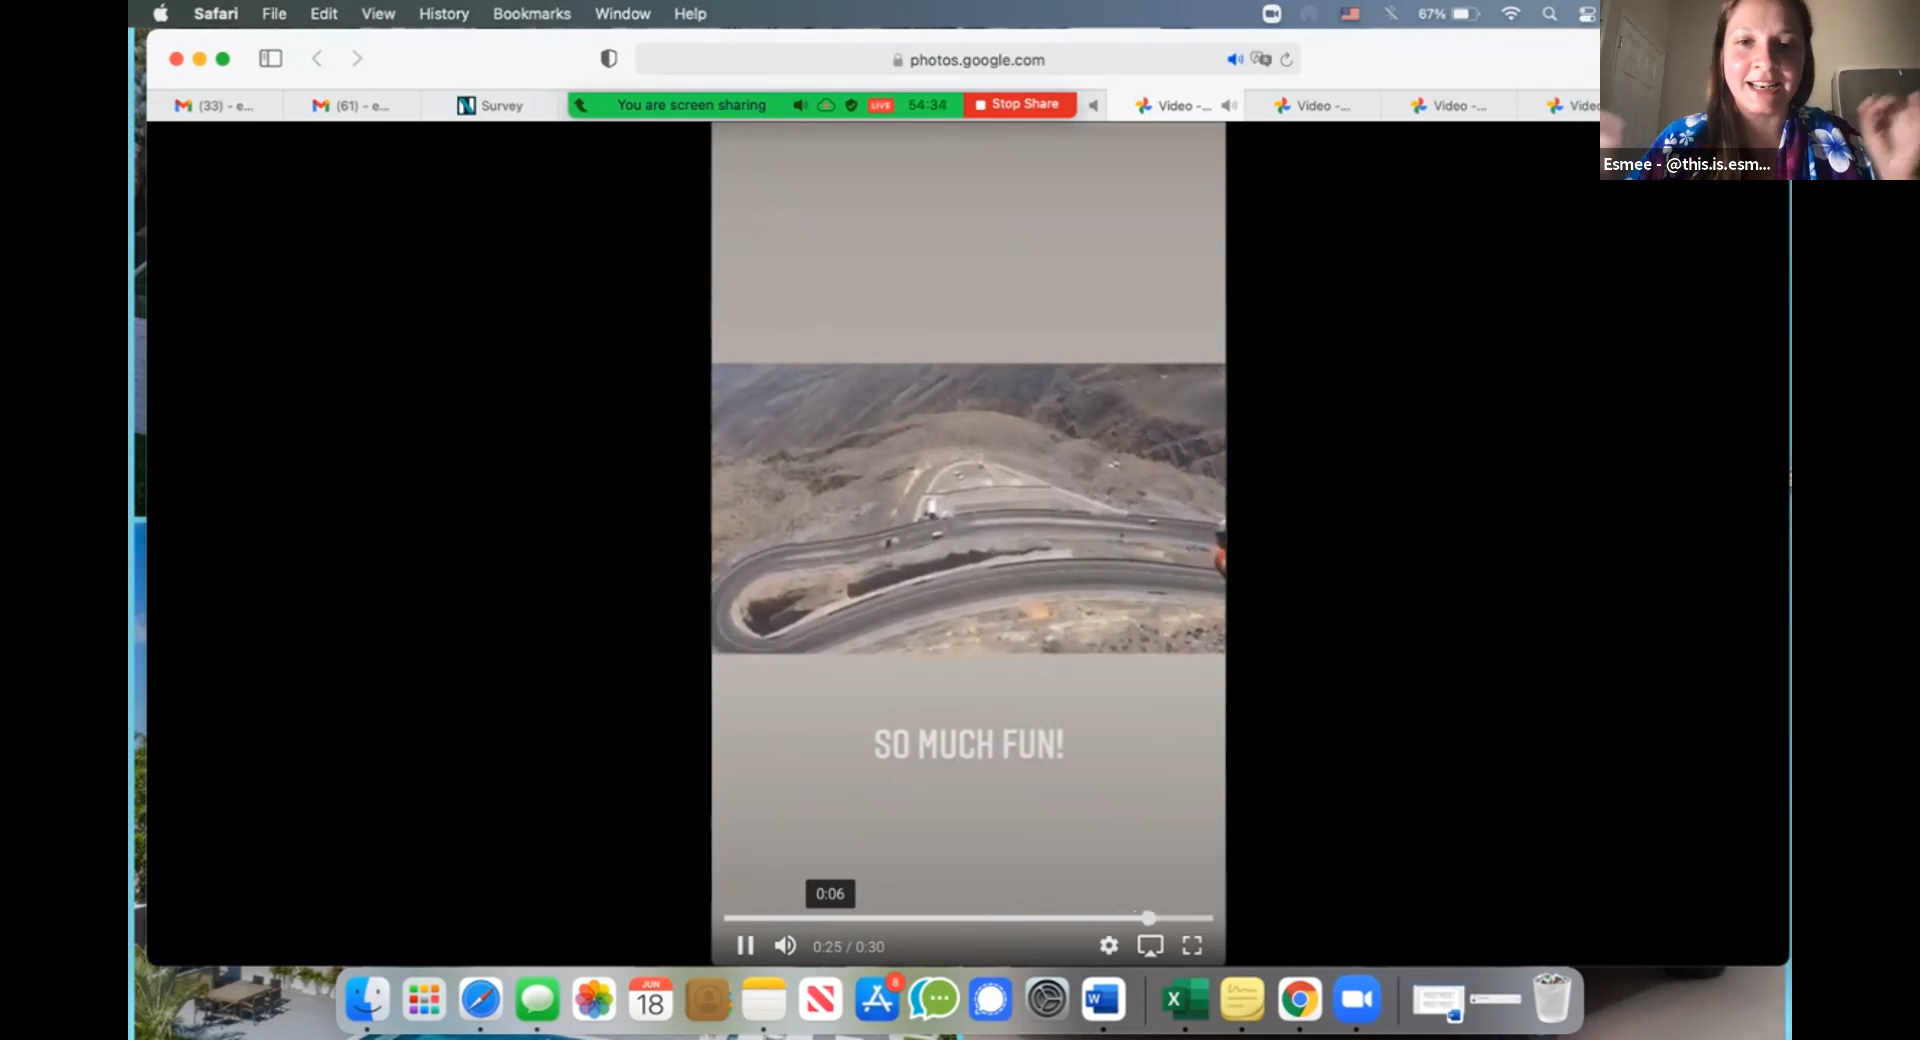 Safari File Edit View History Bookmarks Window Help 67%
photos.google.com
(33) - e... (61) - e... Survey You are screen sharing LIVE 54:34 Stop Share Video -... Video -... Video -...
Esmee - @this.is.esm...
SO MUCH FUN!
0:06
0:25 / 0:30
8
JUN
18
W
X